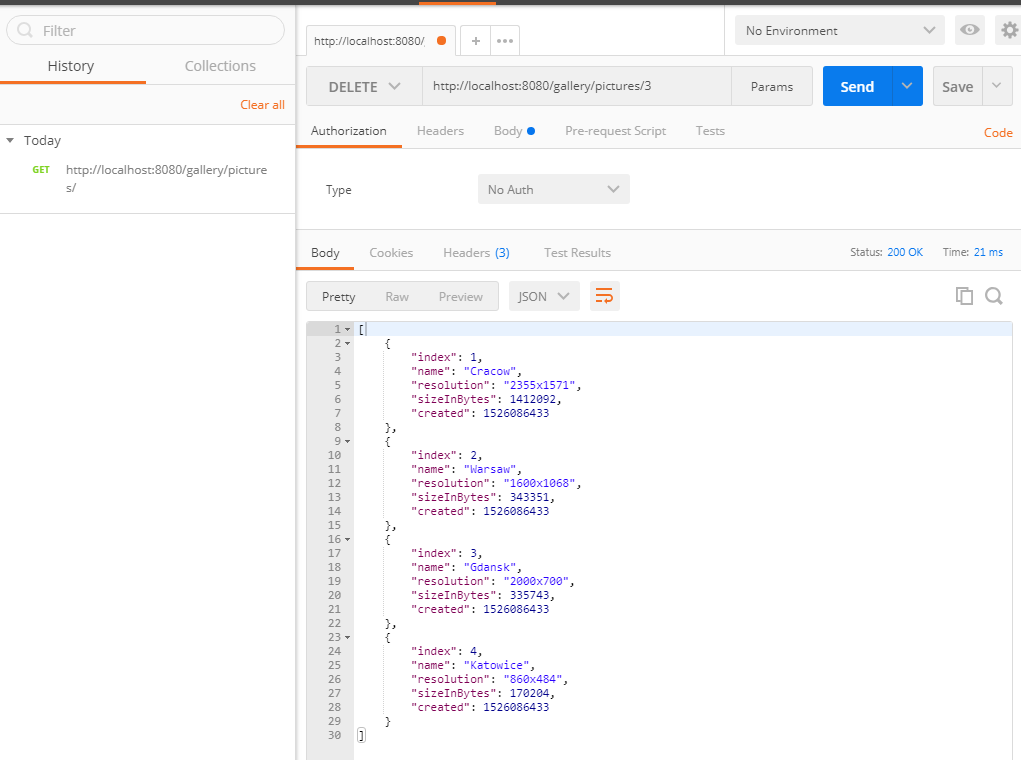 Filter
History Collections
Clear all
Today
GET http://localhost:8080/gallery/picture
s/
http://localhost:8080/ + •••
No Environment
DELETE http://localhost:8080/gallery/pictures/3 Params Send Save
Authorization Headers Body Pre-request Script Tests Code
Type No Auth
Body Cookies Headers (3) Test Results Status: 200 OK Time: 21 ms
Pretty Raw Preview JSON
1 [
2 {
3 "index": 1,
4 "name": "Cracow",
5 "resolution": "2355x1571",
6 "sizeInBytes": 1412092,
7 "created": 1526086433
8 },
9 {
10 "index": 2,
11 "name": "Warsaw",
12 "resolution": "1600x1068",
13 "sizeInBytes": 343351,
14 "created": 1526086433
15 },
16 {
17 "index": 3,
18 "name": "Gdansk",
19 "resolution": "2000x700",
20 "sizeInBytes": 335743,
21 "created": 1526086433
22 },
23 {
24 "index": 4,
25 "name": "Katowice",
26 "resolution": "860x484",
27 "sizeInBytes": 170204,
28 "created": 1526086433
29 }
30 ]